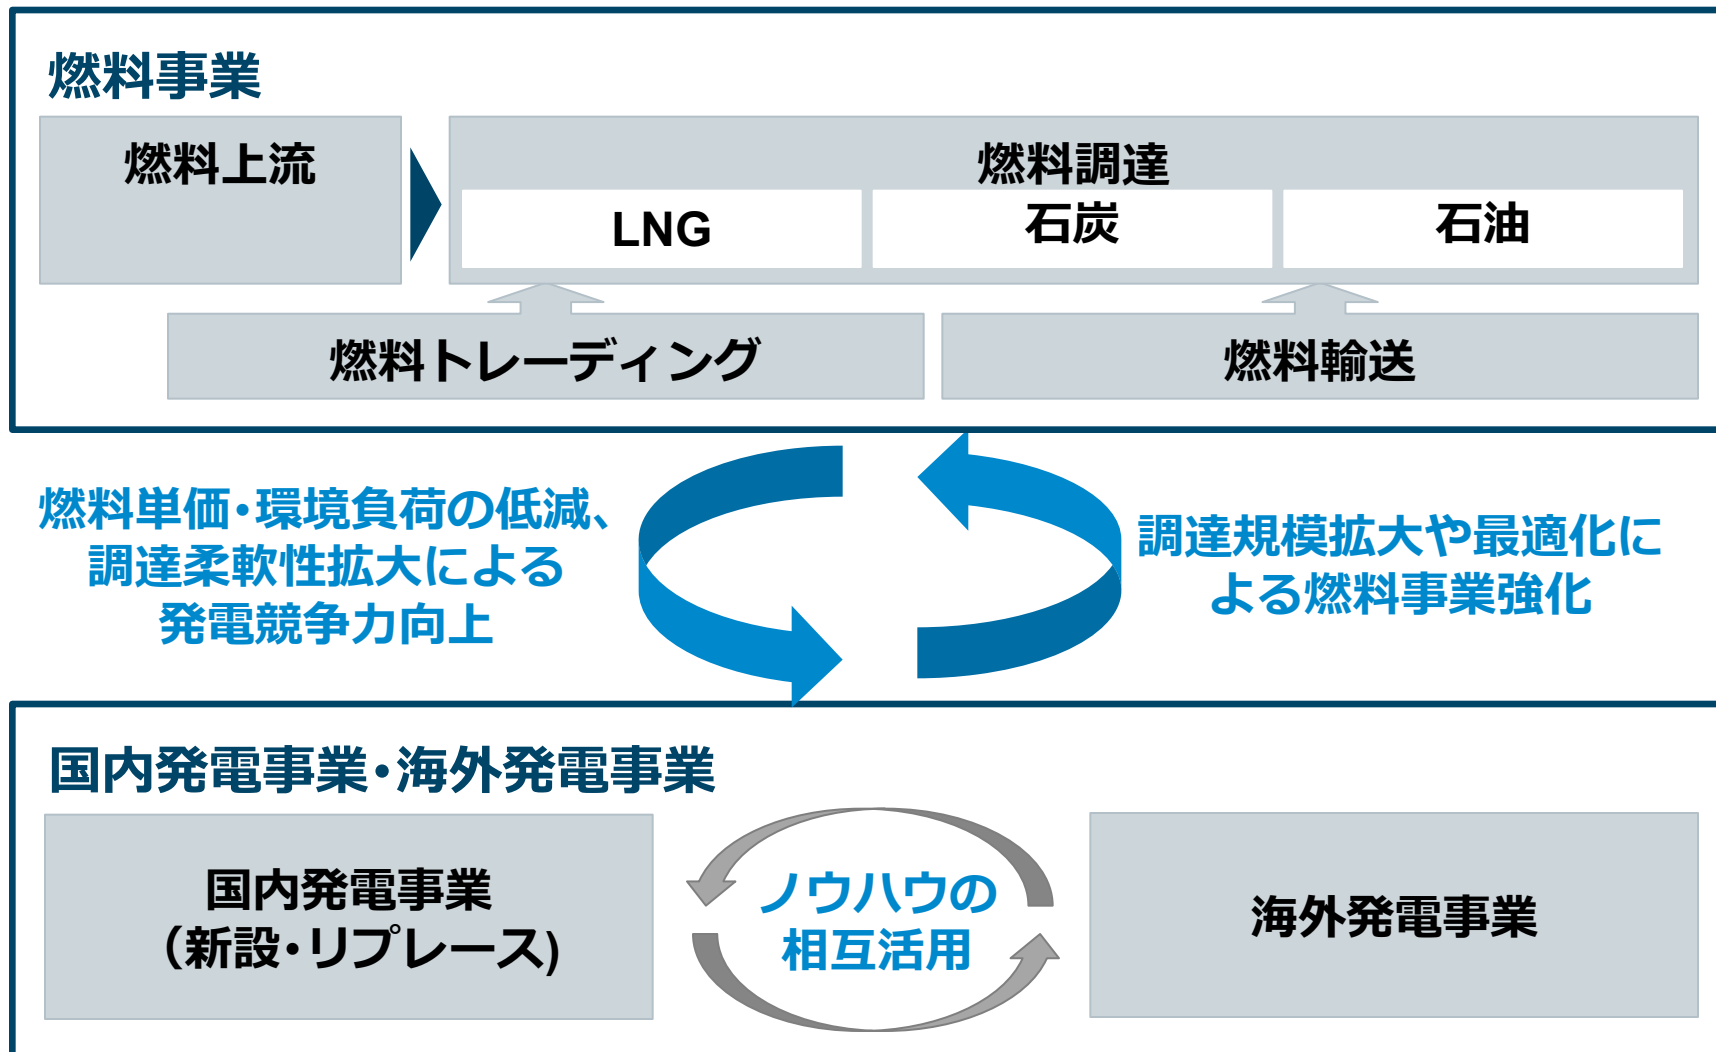 燃料事業
燃料上流
燃料調達
LNG
石炭
石油
燃料トレーディング
燃料輸送
燃料単価・環境負荷の低減、
調達柔軟性拡大による
発電競争力向上
調達規模拡大や最適化に
よる燃料事業強化
国内発電事業・海外発電事業
国内発電事業
（新設・リプレース)
ノウハウの
相互活用
海外発電事業